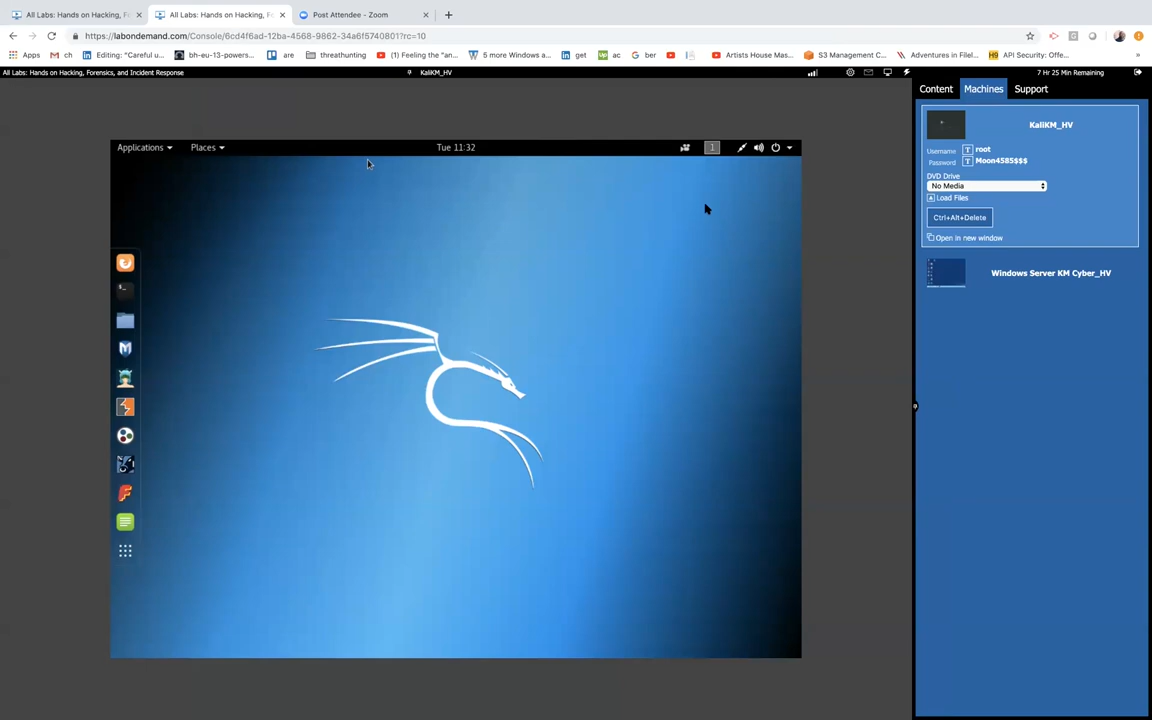 All Labs: Hands on Hacking, F
All Labs: Hands on Hacking, Fo
Post Attendee - Zoom
https://labondemand.com/Console/6cd4f6ad-12ba-4568-9862-34a6f5740801?rc=10
Apps ch Editing: "Careful u... bh-eu-13-powers... are threathunting (1) Feeling the "an... 5 more Windows a... get ac ber Artists House Mas... S3 Management C... Adventures in FileI... API Security: Offe... »
All Labs: Hands on Hacking, Forensics, and Incident Response KaliKM_HV 7 Hr 25 Min Remaining
Content Machines Support
KaliKM_HV
Username root
Password Moon4585$$$
DVD Drive
No Media
Load Files
Ctrl+Alt+Delete
Open in new window
Windows Server KM Cyber_HV
Applications Places Tue 11:32 1